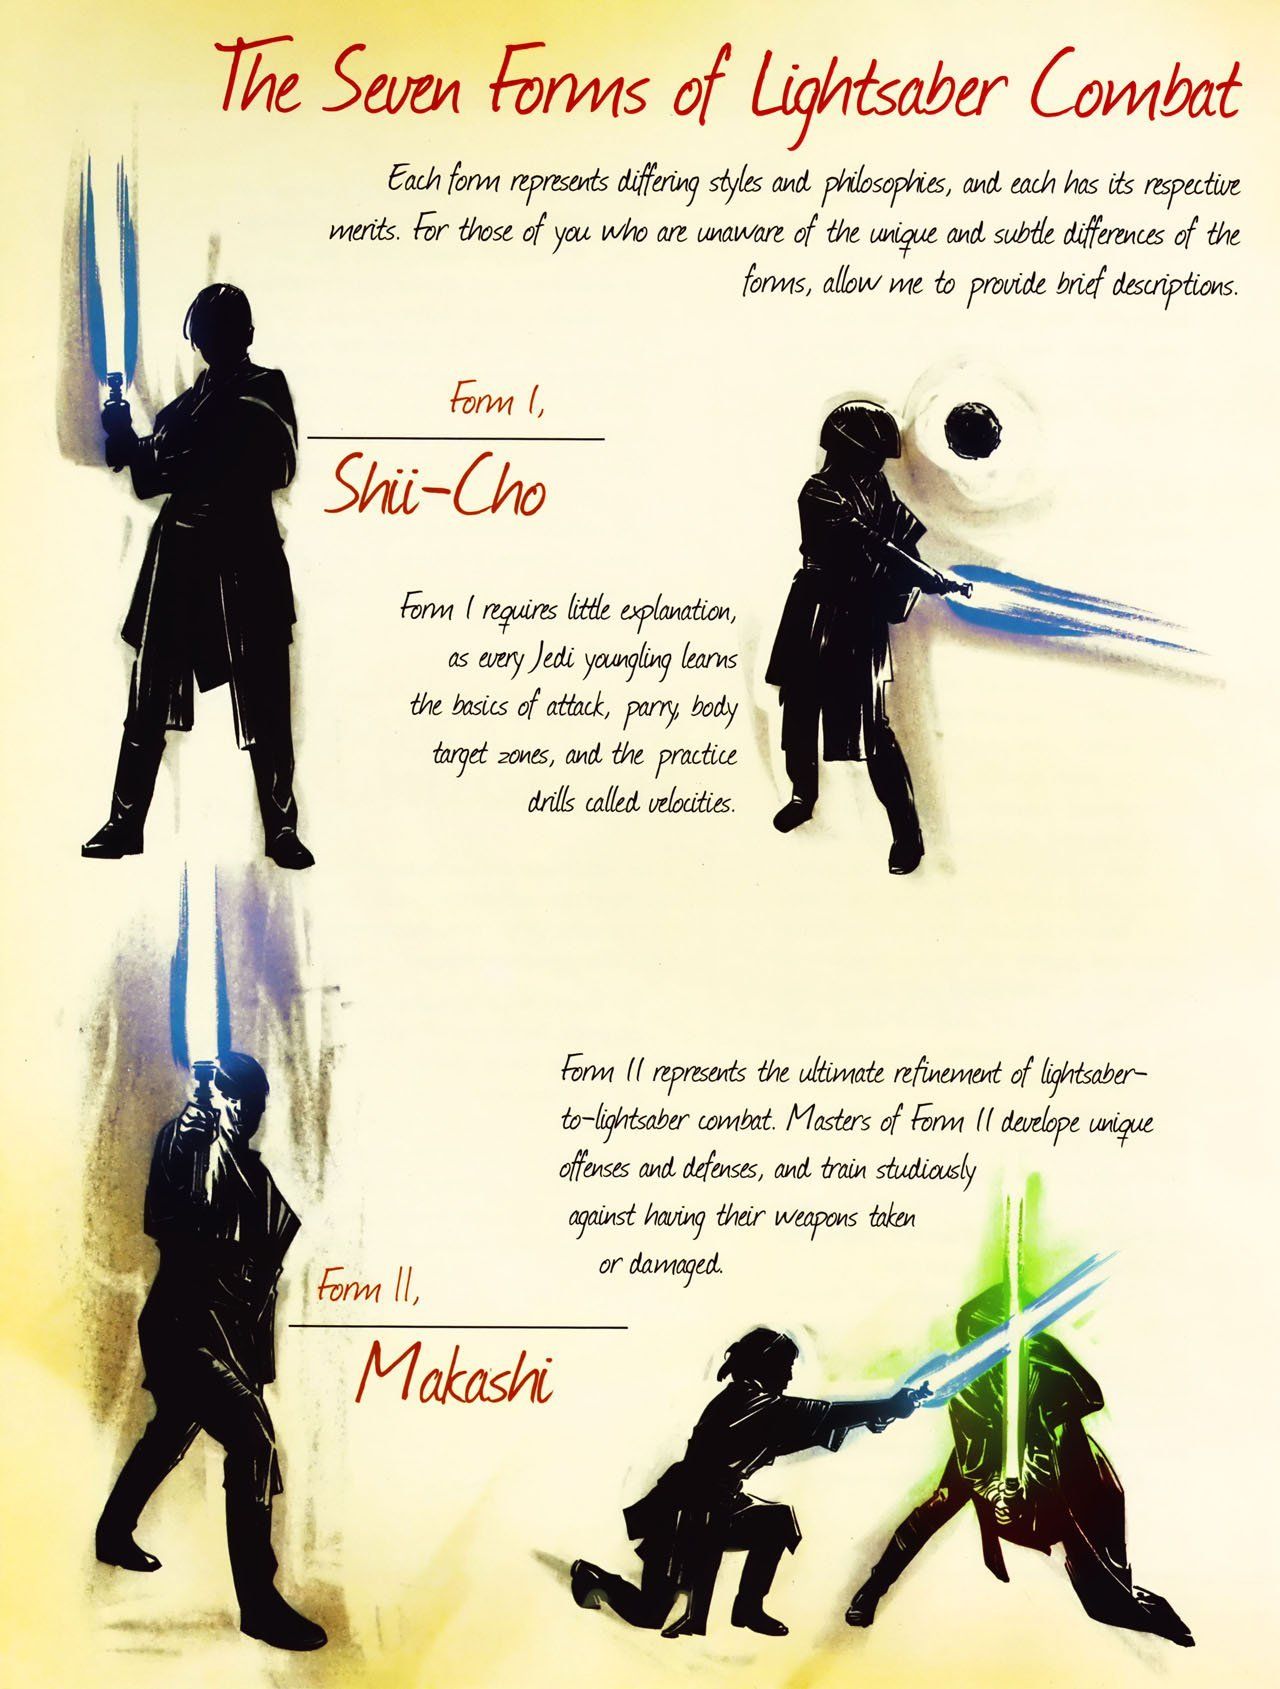 The Seven Forms of Lightsaber Combat
Each form represents differing styles and philosophies, and each has its respective
merits. For those of you who are unaware of the unique and subtle differences of the
forms, allow me to provide brief descriptions.
Form I,
Shii-Cho
Form I requires little explanation,
as every Jedi youngling learns
the basics of attack, parry, body
target zones, and the practice
drills called velocities.
Form II represents the ultimate refinement of lightsaber-
to-lightsaber combat. Masters of Form II develope unique
offenses and defenses, and train studiously
against having their weapons taken
or damaged.
Form II,
Makashi